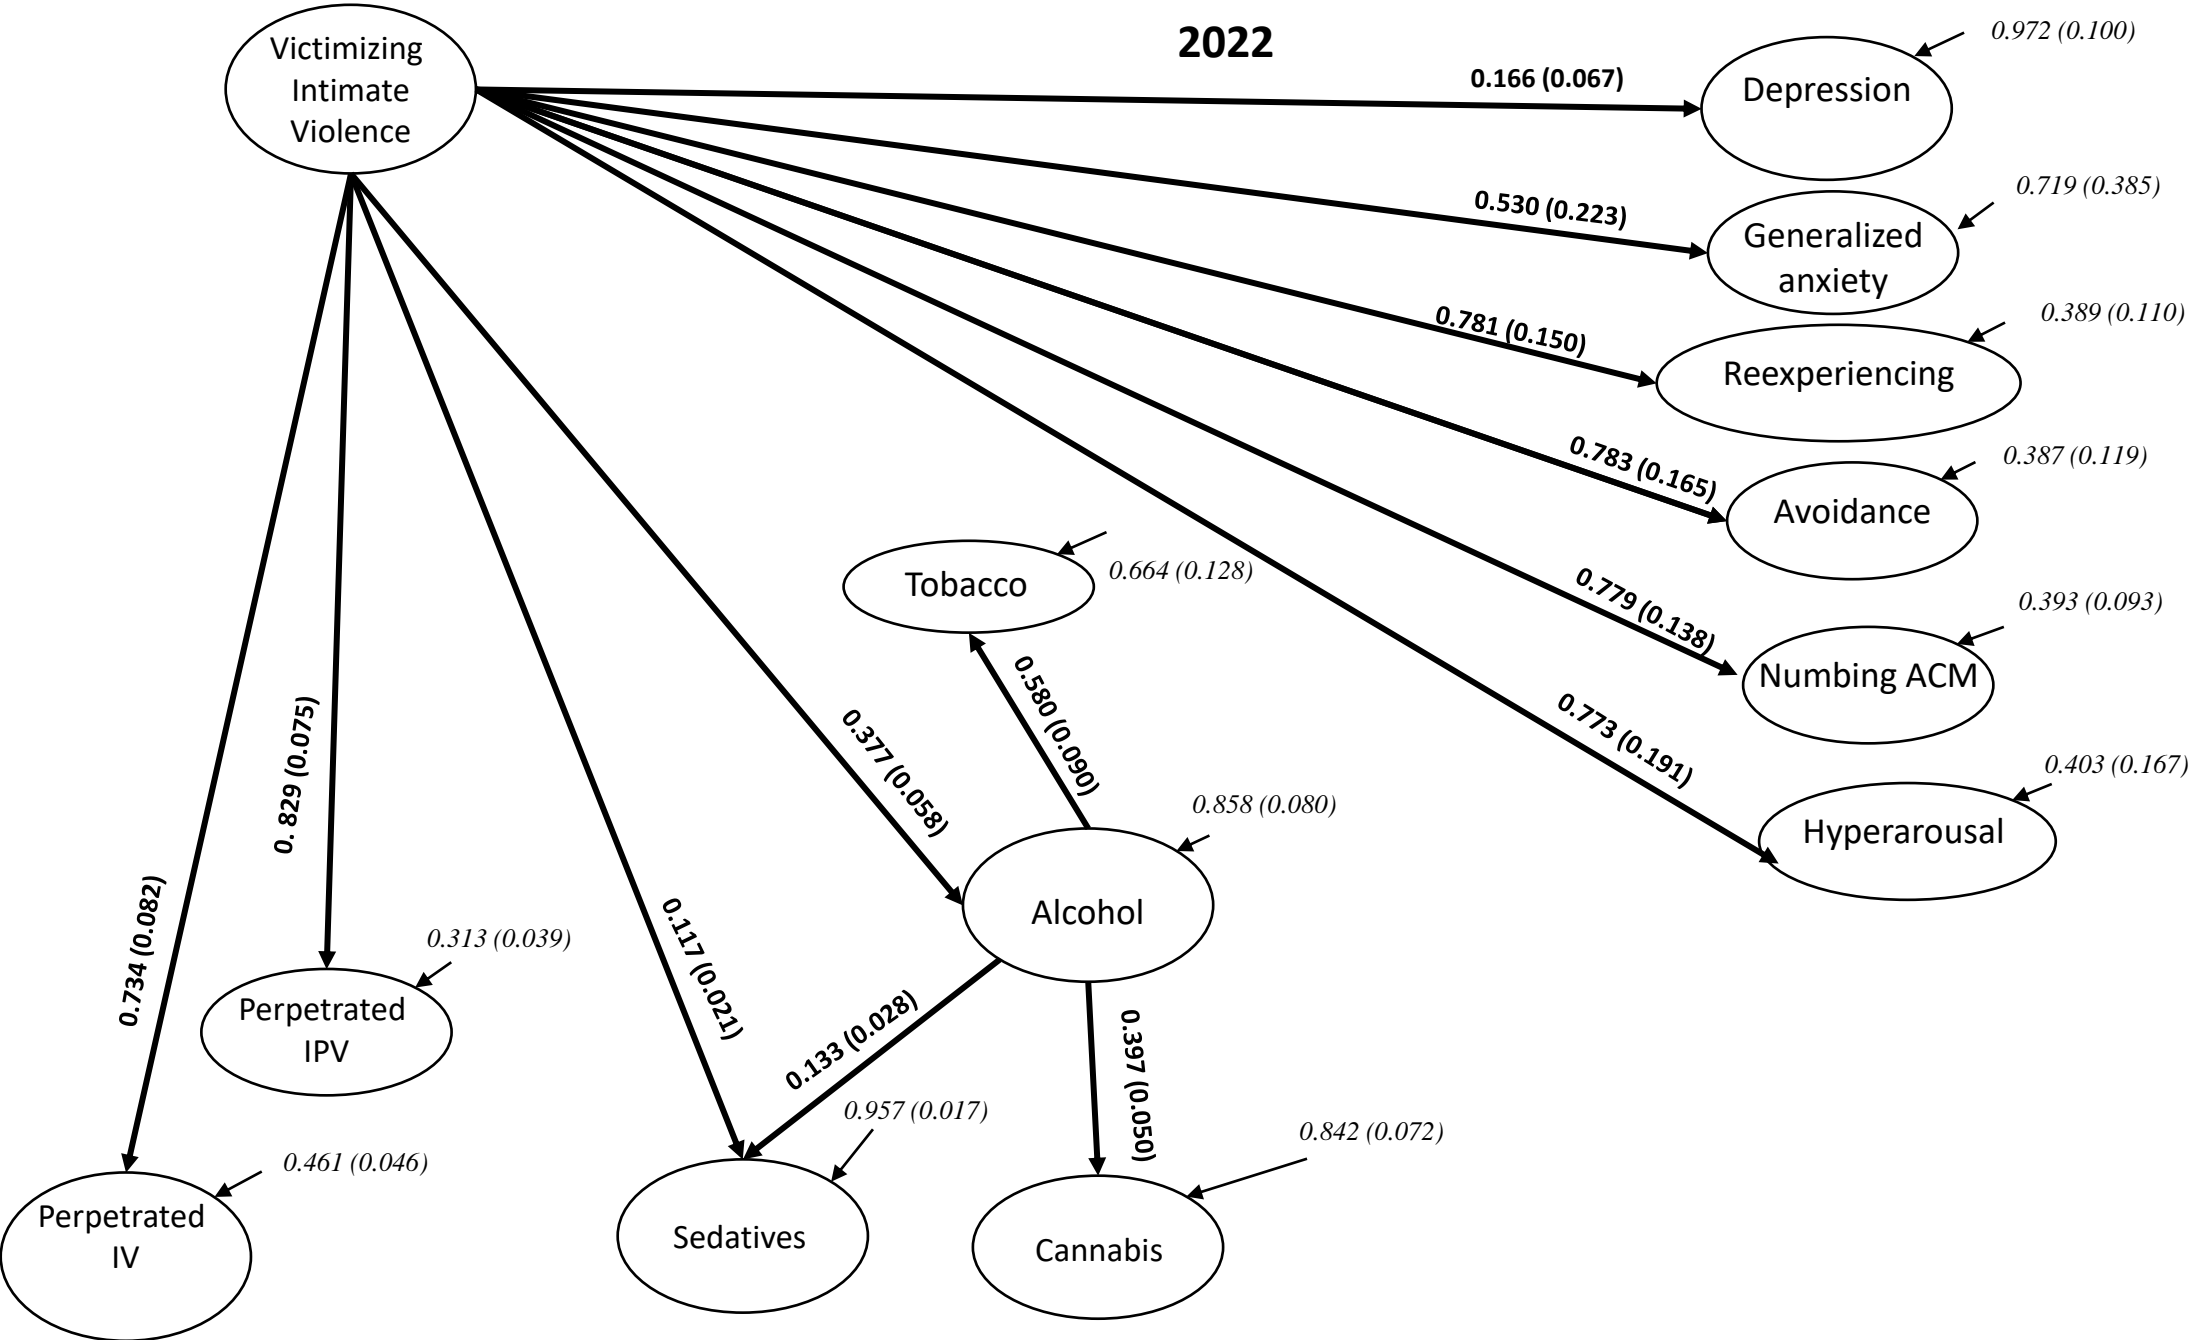 2022
Victimizing
Intimate
Violence
0.166 (0.067)
Depression
0.972 (0.100)
0.530 (0.223)
Generalized
anxiety
0.719 (0.385)
0.781 (0.150)
Reexperiencing
0.389 (0.110)
0.783 (0.165)
Avoidance
0.387 (0.119)
0.779 (0.138)
Numbing ACM
0.393 (0.093)
0.773 (0.191)
Hyperarousal
0.403 (0.167)
Tobacco
0.664 (0.128)
0.580 (0.090)
0.377 (0.058)
Alcohol
0.858 (0.080)
0. 829 (0.075)
0.734 (0.082)
0.117 (0.021)
0.133 (0.028)
0.397 (0.050)
Perpetrated
IPV
0.313 (0.039)
Perpetrated
IV
0.461 (0.046)
Sedatives
0.957 (0.017)
Cannabis
0.842 (0.072)